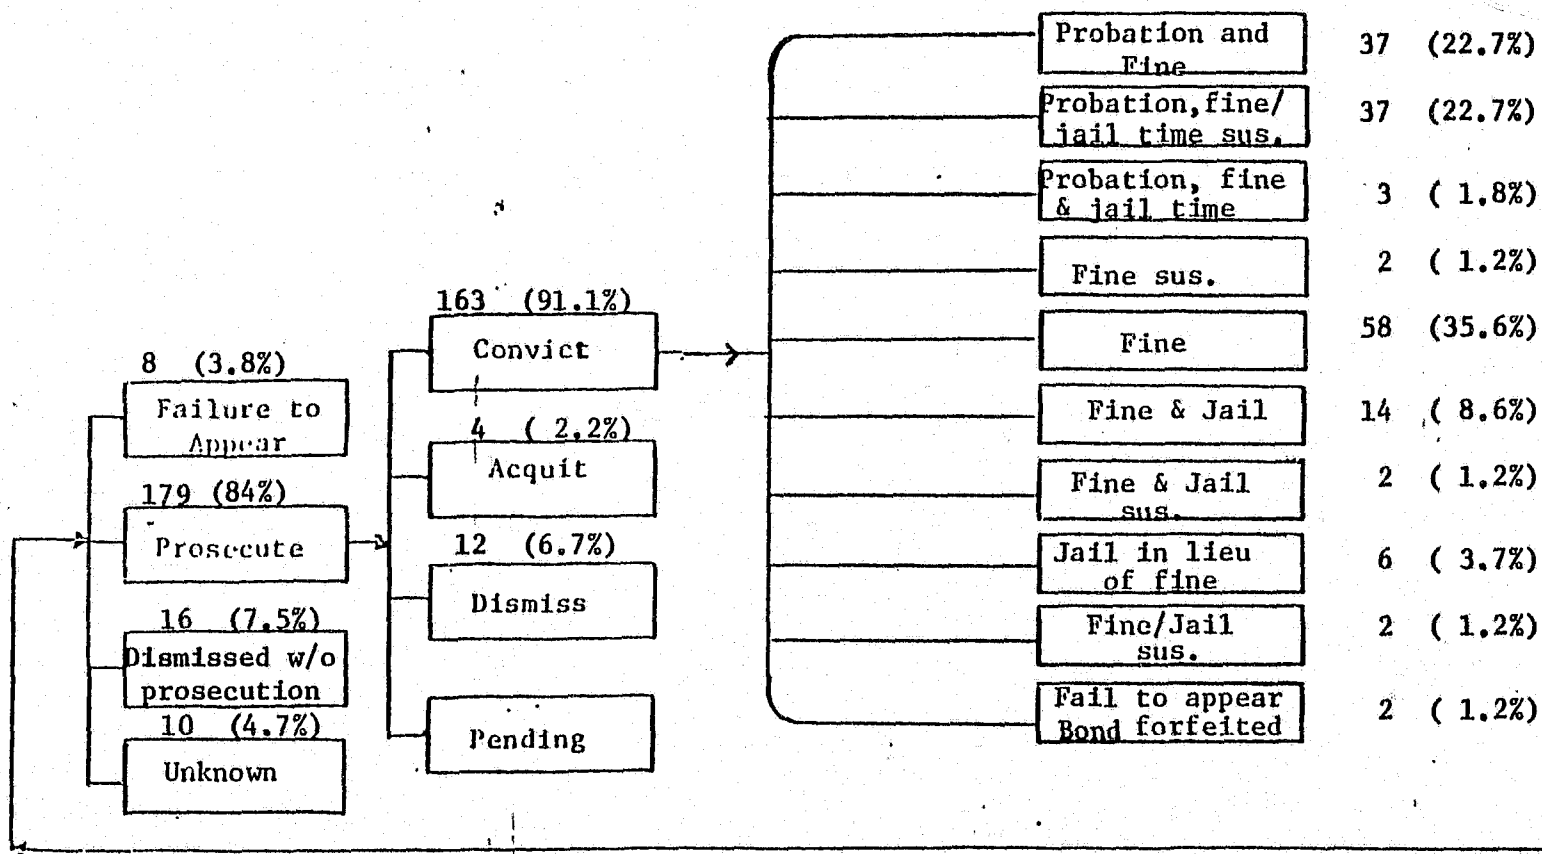 8 (3.8%)
Failure to
Appear
179 (84%)
Prosecute
16 (7.5%)
Dismissed w/o
prosecution
10 (4.7%)
Unknown
163 (91.1%)
Convict
4 ( 2.2%)
Acquit
12 (6.7%)
Dismiss
Pending
Probation and
Fine
37 (22.7%)
Probation,fine/
jail time sus.
37 (22.7%)
Probation, fine
& jail time
3 ( 1.8%)
Fine sus.
2 ( 1.2%)
Fine
58 (35.6%)
Fine & Jail
14 ( 8.6%)
Fine & Jail
sus.
2 ( 1.2%)
Jail in lieu
of fine
6 ( 3.7%)
Fine/Jail
sus.
2 ( 1.2%)
Fail to appear
Bond forfeited
2 ( 1.2%)